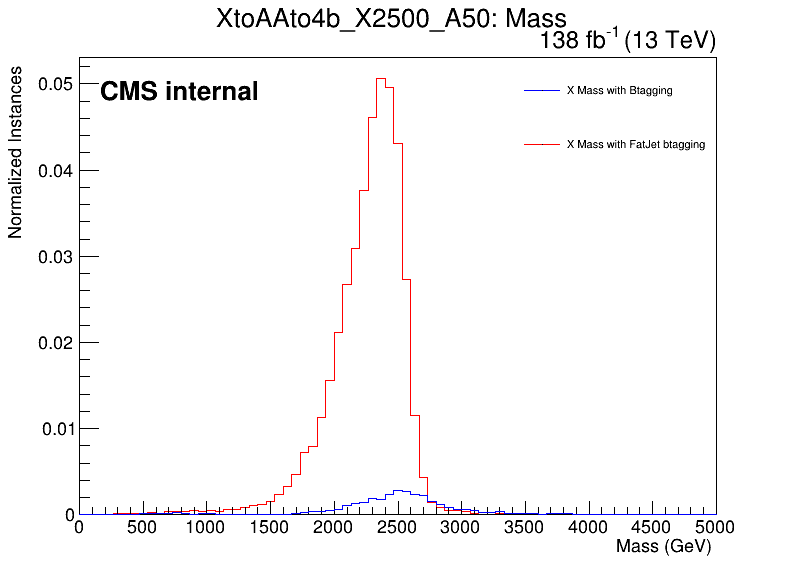 XtoAAto4b_X2500_A50: Mass
138 fb⁻¹ (13 TeV)
CMS internal
X Mass with Btagging
X Mass with FatJet btagging
Normalized Instances
0.05
0.04
0.03
0.02
0.01
0
0 500 1000 1500 2000 2500 3000 3500 4000 4500 5000
Mass (GeV)